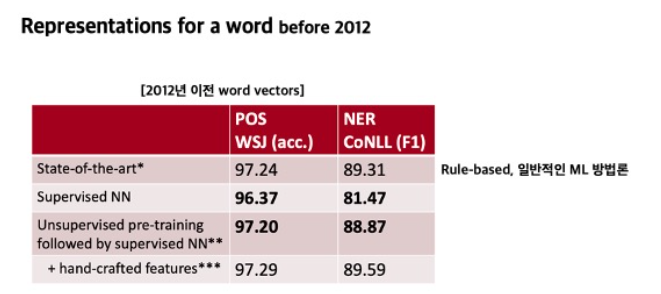 Representations for a word before 2012
[2012년 이전 word vectors]
POS WSJ (acc.) NER CoNLL (F1)
State-of-the-art* 97.24 89.31 Rule-based, 일반적인 ML 방법론
Supervised NN 96.37 81.47
Unsupervised pre-training followed by supervised NN** 97.20 88.87
+ hand-crafted features*** 97.29 89.59